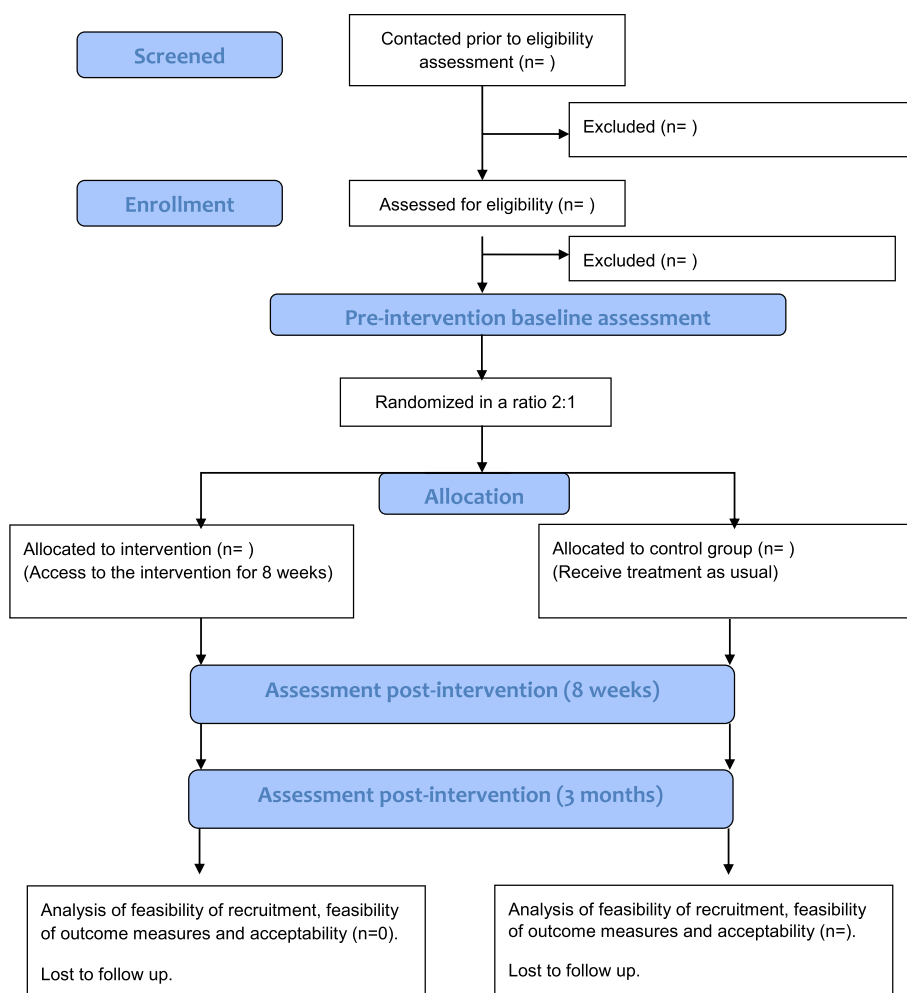 Screened
Contacted prior to eligibility
assessment (n= )
Excluded (n= )
Enrollment
Assessed for eligibility (n= )
Excluded (n= )
Pre-intervention baseline assessment
Randomized in a ratio 2:1
Allocation
Allocated to intervention (n= )
(Access to the intervention for 8 weeks)
Allocated to control group (n= )
(Receive treatment as usual)
Assessment post-intervention (8 weeks)
Assessment post-intervention (3 months)
Analysis of feasibility of recruitment, feasibility
of outcome measures and acceptability (n=0).
Lost to follow up.
Analysis of feasibility of recruitment, feasibility
of outcome measures and acceptability (n=).
Lost to follow up.